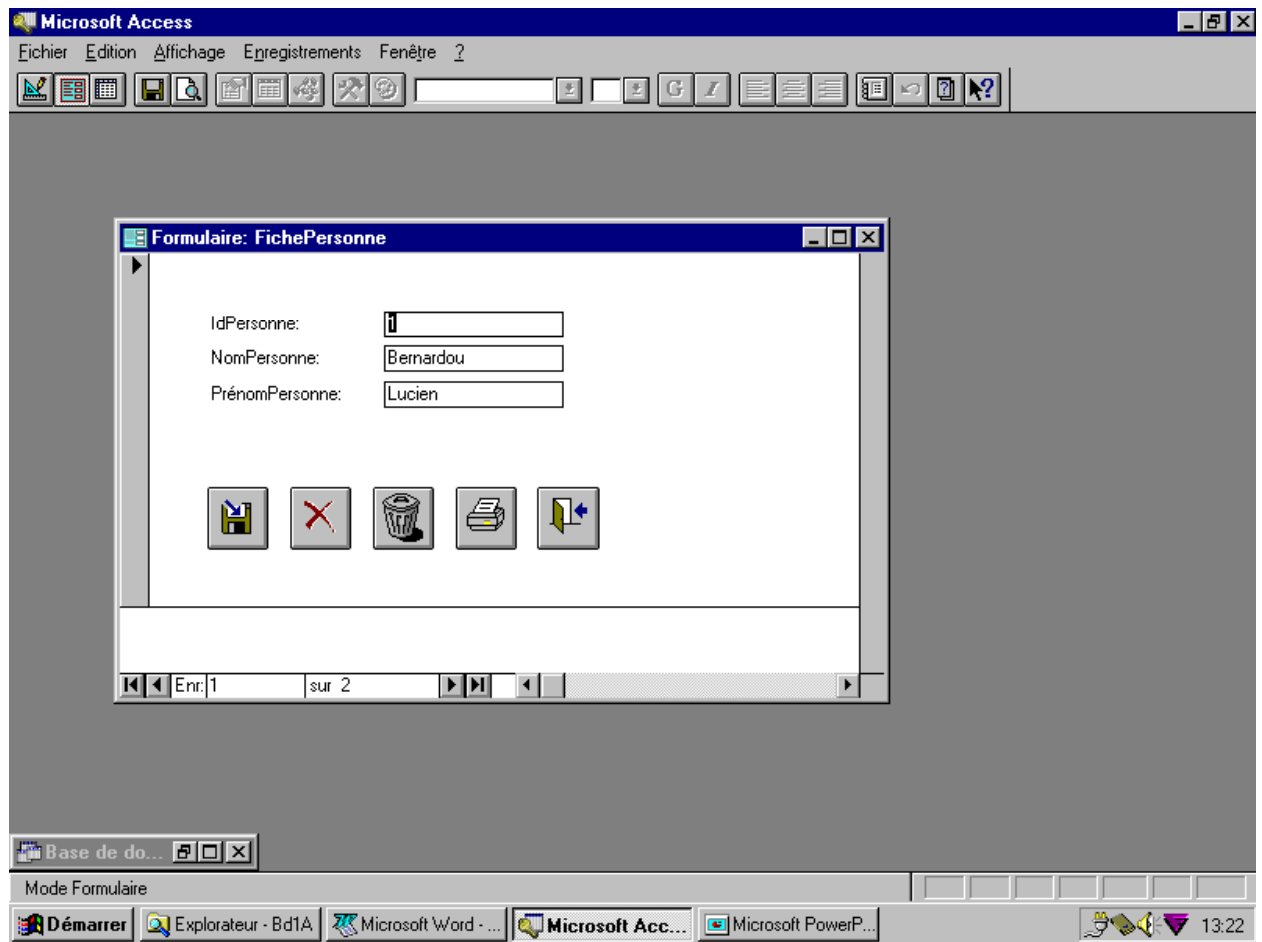 Microsoft Access
Fichier Edition Affichage Enregistrements Fenêtre ?
G I
Formulaire: FichePersonne
IdPersonne: 1
NomPersonne: Bernardou
PrénomPersonne: Lucien
Enr: 1 sur 2
Base de do...
Mode Formulaire
Démarrer Explorateur - Bd1A Microsoft Word - ... Microsoft Acc... Microsoft PowerP... 13:22